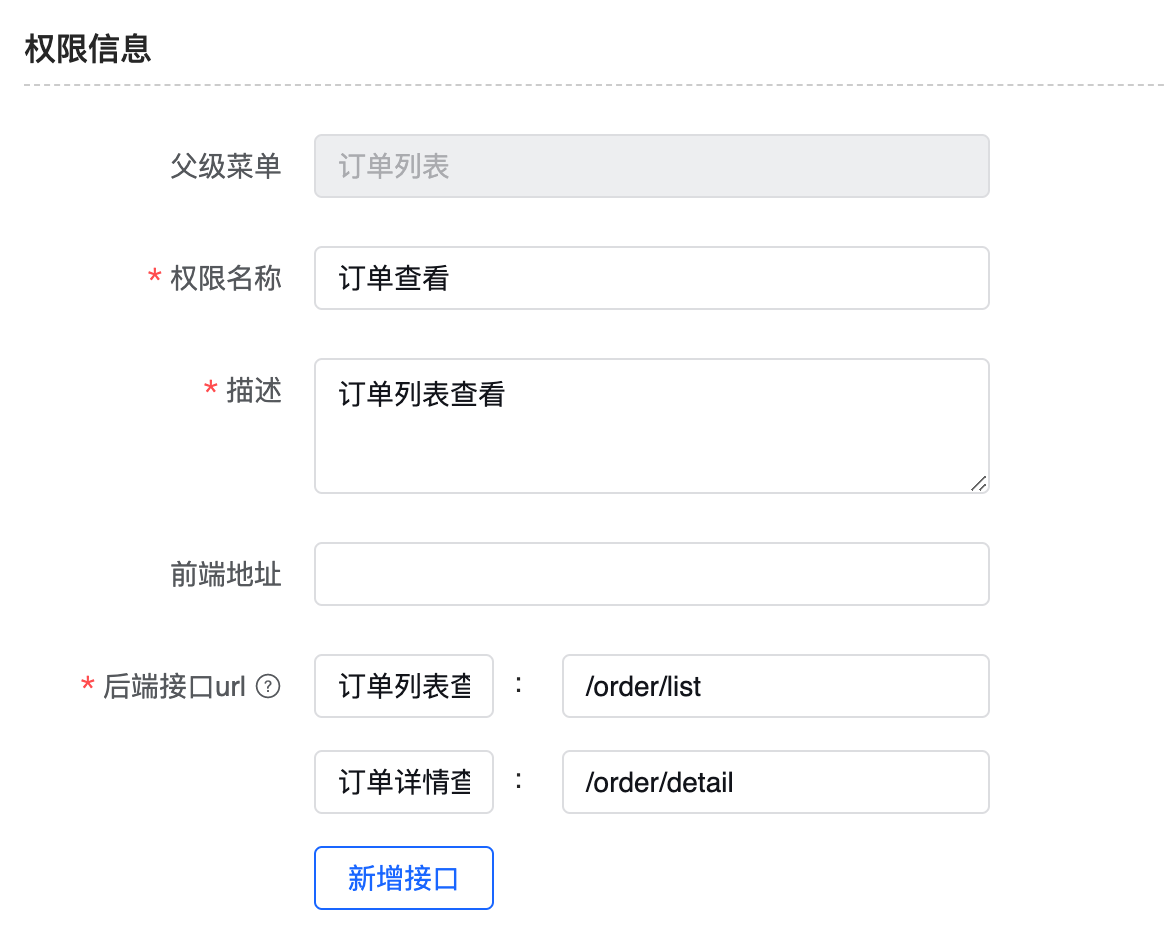 权限信息
父级菜单 订单列表
* 权限名称 订单查看
* 描述 订单列表查看
前端地址
* 后端接口url ? 订单列表查 : /order/list
订单详情查 : /order/detail
新增接口